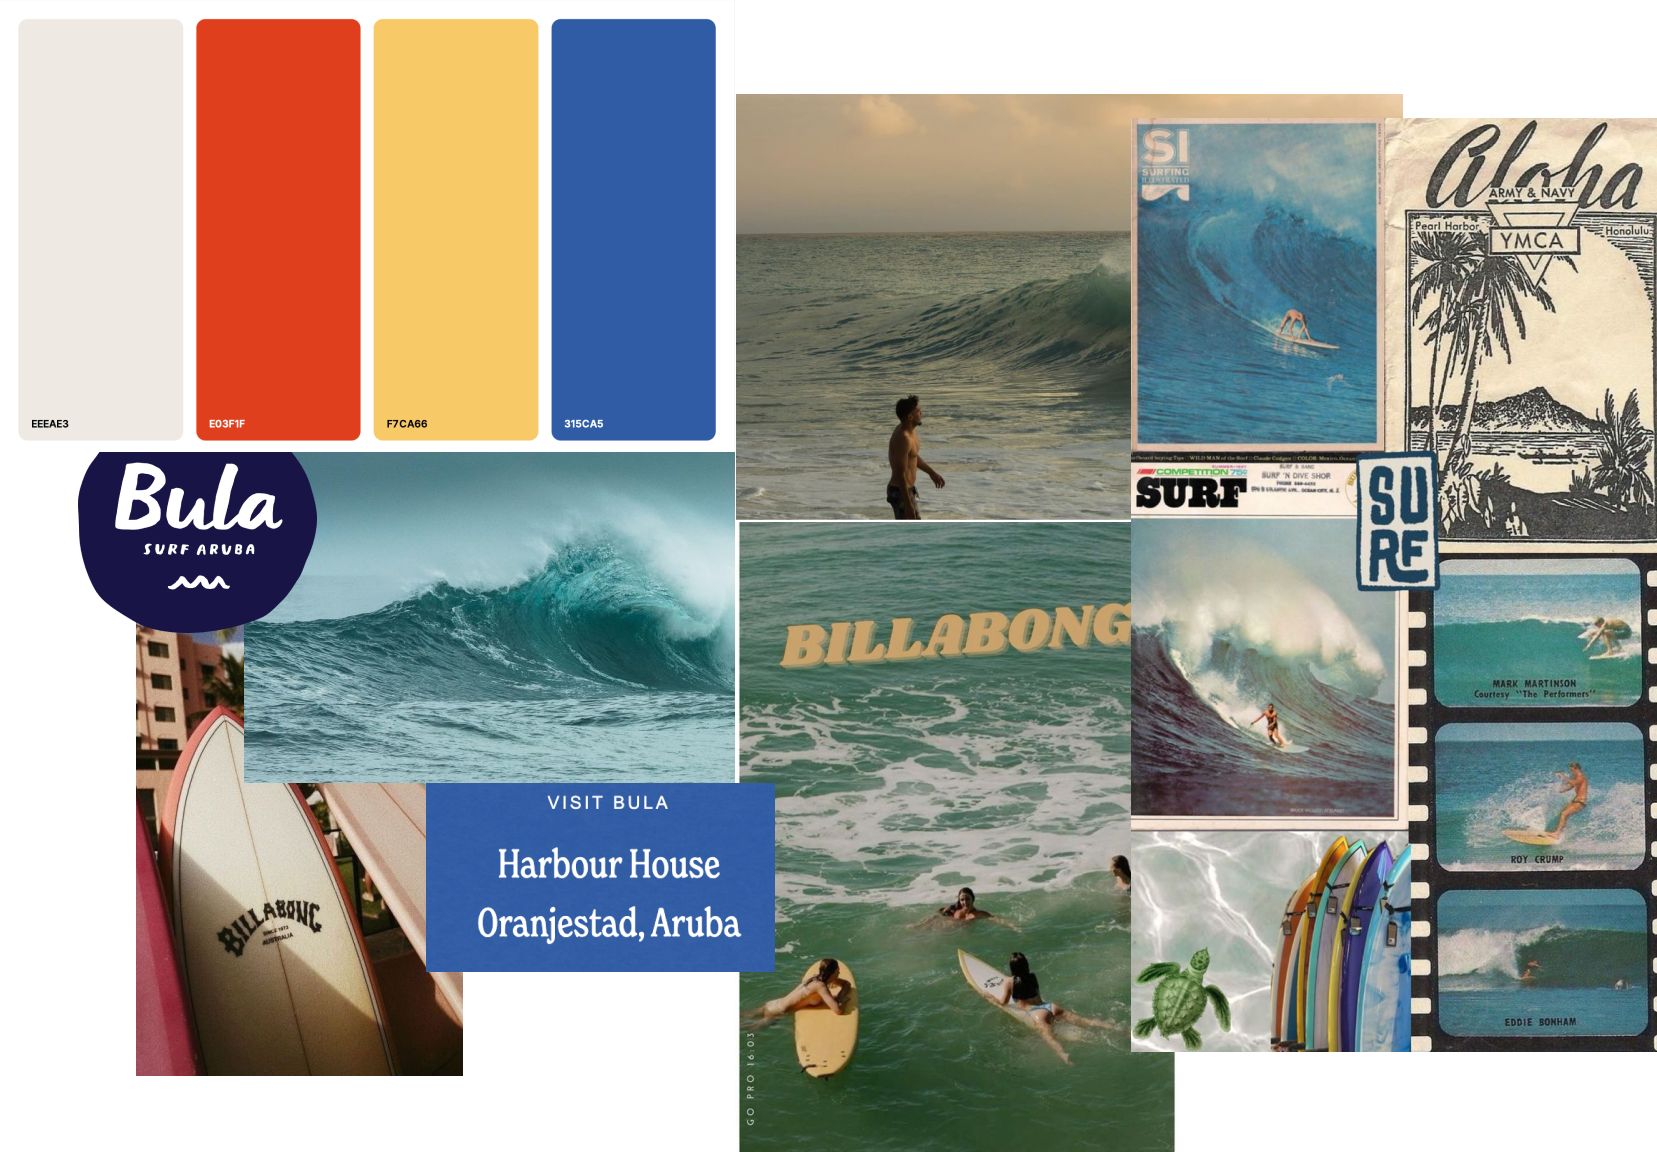 EEEAE3
E03F1F
F7CA66
315CA5
Bula
SURF ARUBA
BILLABONG
SINCE 1973
AUSTRALIA
VISIT BULA
Harbour House
Oranjestad, Aruba
BILLABONG
GO PRO 16:03
SI
SURFING
ILLUSTRATED
COMPETITION 75¢
SURF
SURF 'N DIVE SHOP
Aloha
ARMY & NAVY
YMCA
Pearl Harbor
Honolulu
SU
RF
MARK MARTINSON
Courtesy "The Performers"
ROY CRUMP
EDDIE BONHAM